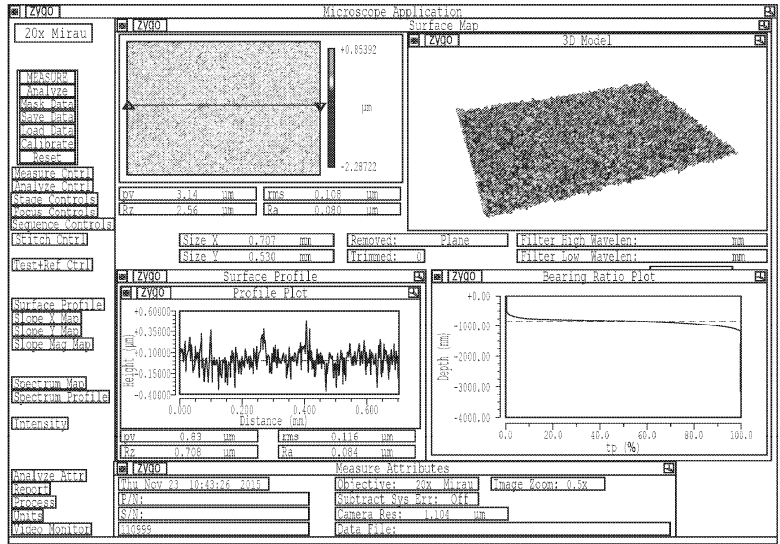 ZYGO Microscope Application
20x Mirau
MEASURE
Analyze
Mask Data
Save Data
Load Data
Calibrate
Reset
Measure Cntrl
Analyze Cntrl
Stage Controls
Focus Controls
Sequence Controls
Stitch Cntrl
Test+Ref Ctrl
Surface Profile
Slope X Map
Slope Y Map
Slope Mag Map
Spectrum Map
Spectrum Profile
Intensity
Analyze Attr
Report
Process
Units
Video Monitor
ZYGO Surface Map
+0.85392
µm
-2.28722
ZYGO 3D Model
pv 3.14 µm rms 0.108 µm
Rz 2.56 µm Ra 0.080 µm
Size X 0.707 mm Removed: Plane Filter High Wavelen: mm
Size Y 0.530 mm Trimmed: 0 Filter Low Wavelen: mm
ZYGO Surface Profile
ZYGO Profile Plot
+0.60000
+0.35000
+0.10000
-0.15000
-0.40000
Height (µm)
0.000 0.200 0.400 0.600
Distance (mm)
pv 0.83 µm rms 0.116 µm
Rz 0.708 µm Ra 0.084 µm
ZYGO Bearing Ratio Plot
+0.00
-1000.00
-2000.00
-3000.00
-4000.00
Depth (nm)
0.0 20.0 40.0 60.0 80.0 100.0
tp (%)
ZYGO Measure Attributes
Thu Nov 23 10:43:26 2015 Objective: 20x Mirau Image Zoom: 0.5x
P/N: Subtract Sys Err: Off
S/N: Camera Res: 1.104 µm
110999 Data File: